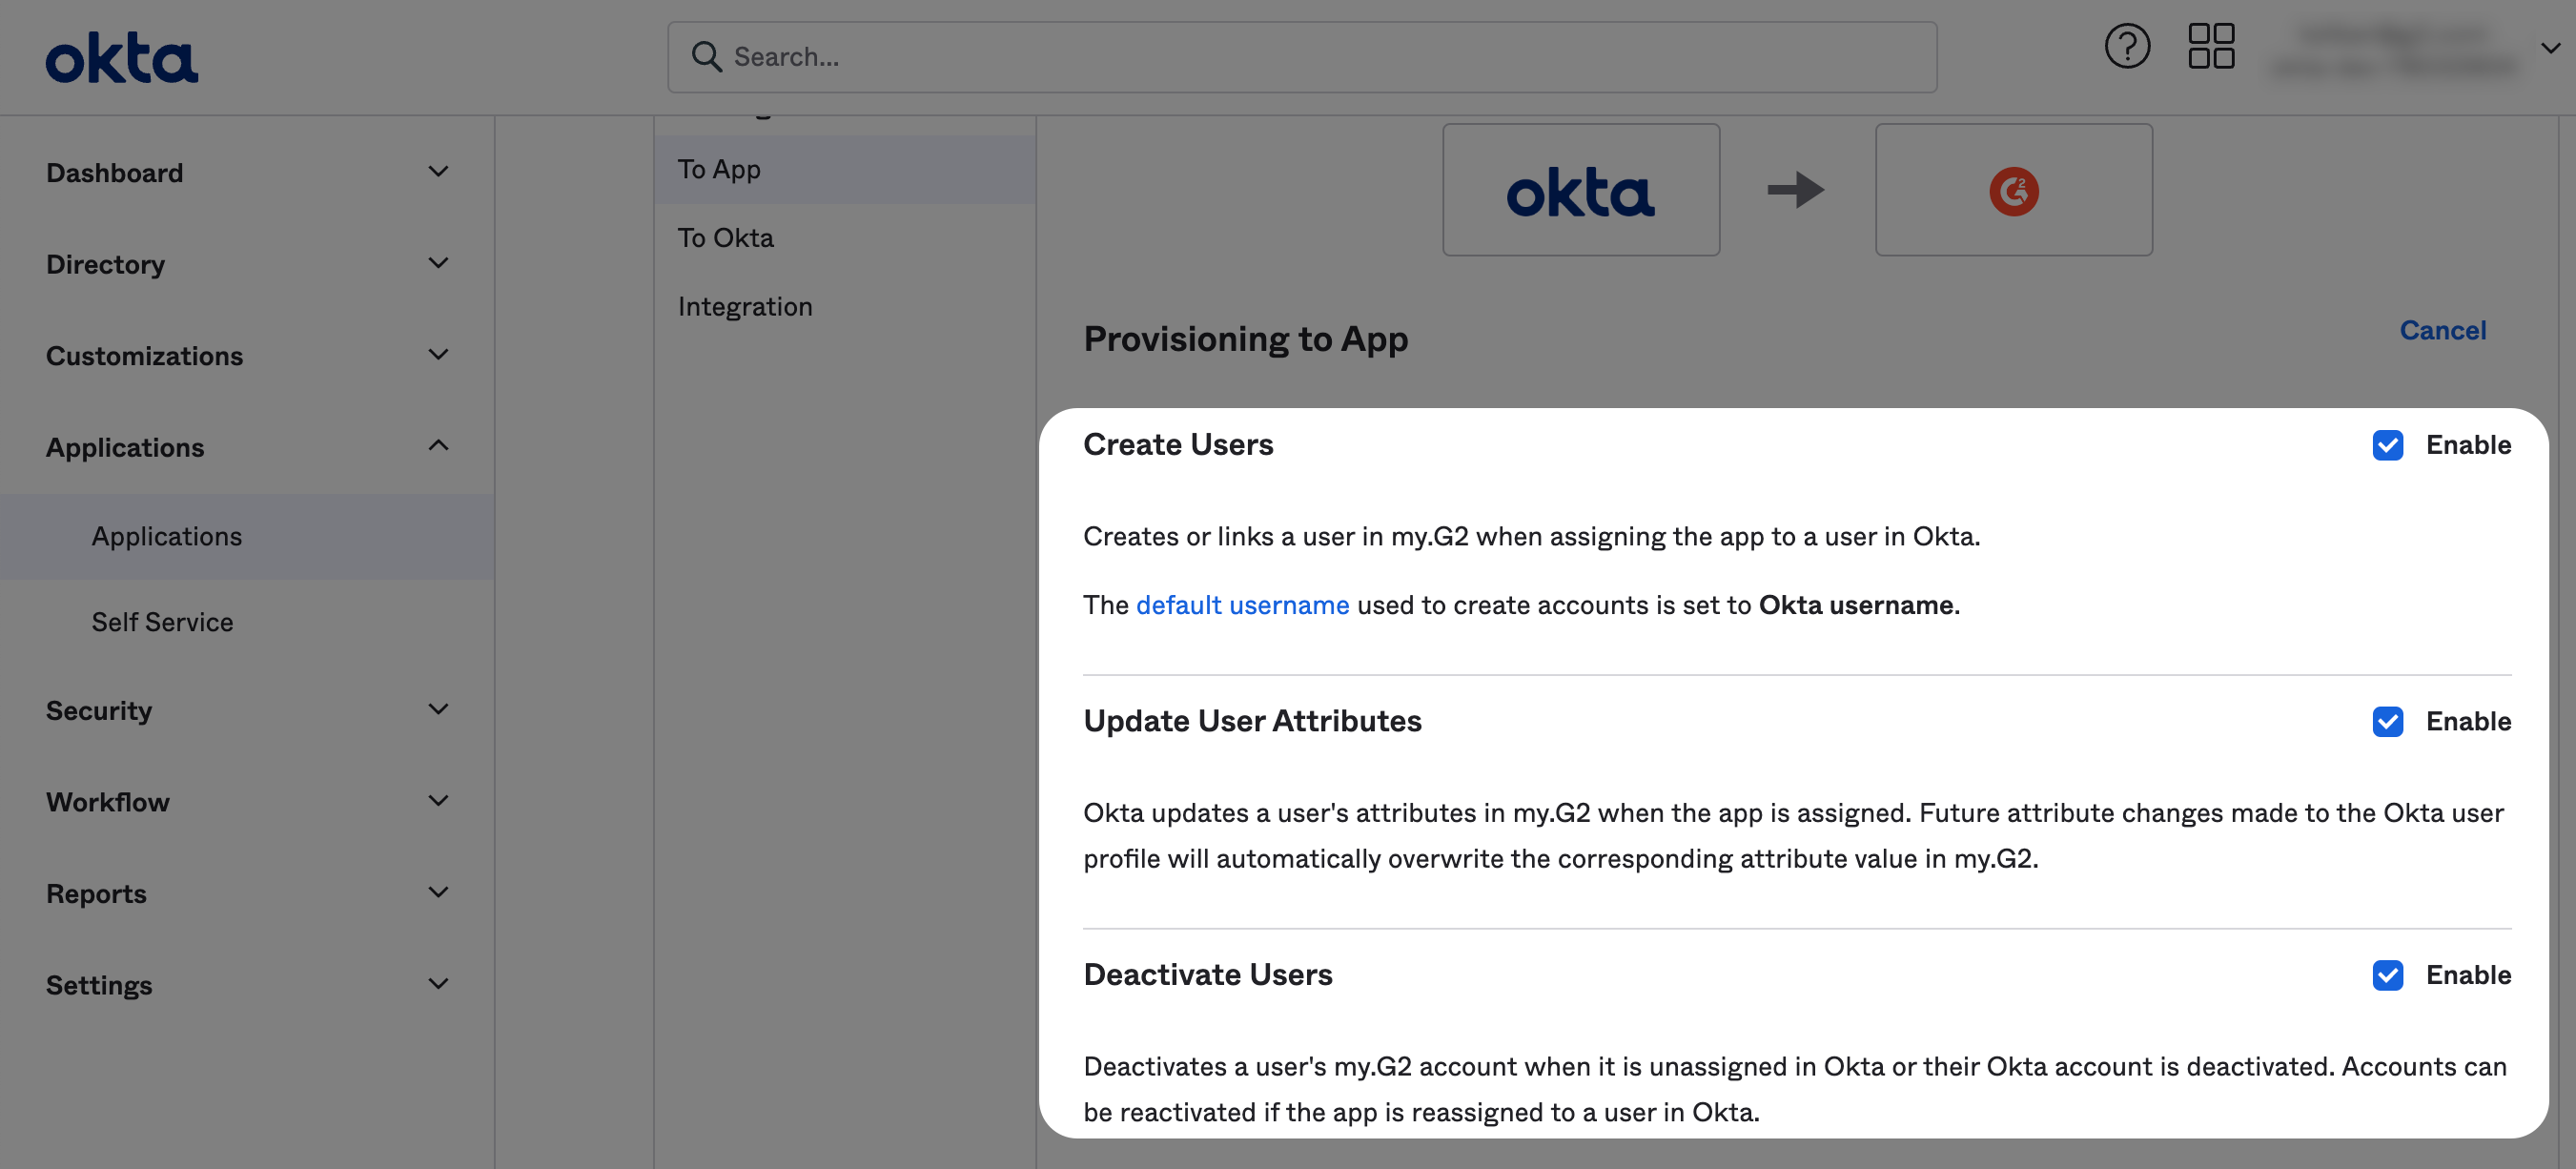 okta
Search...
Dashboard
Directory
Customizations
Applications
Applications
Self Service
Security
Workflow
Reports
Settings
To App
To Okta
Integration
okta
G2
Provisioning to App
Cancel
Create Users
Enable
Creates or links a user in my.G2 when assigning the app to a user in Okta.
The default username used to create accounts is set to Okta username.
Update User Attributes
Enable
Okta updates a user's attributes in my.G2 when the app is assigned. Future attribute changes made to the Okta user
profile will automatically overwrite the corresponding attribute value in my.G2.
Deactivate Users
Enable
Deactivates a user's my.G2 account when it is unassigned in Okta or their Okta account is deactivated. Accounts can
be reactivated if the app is reassigned to a user in Okta.